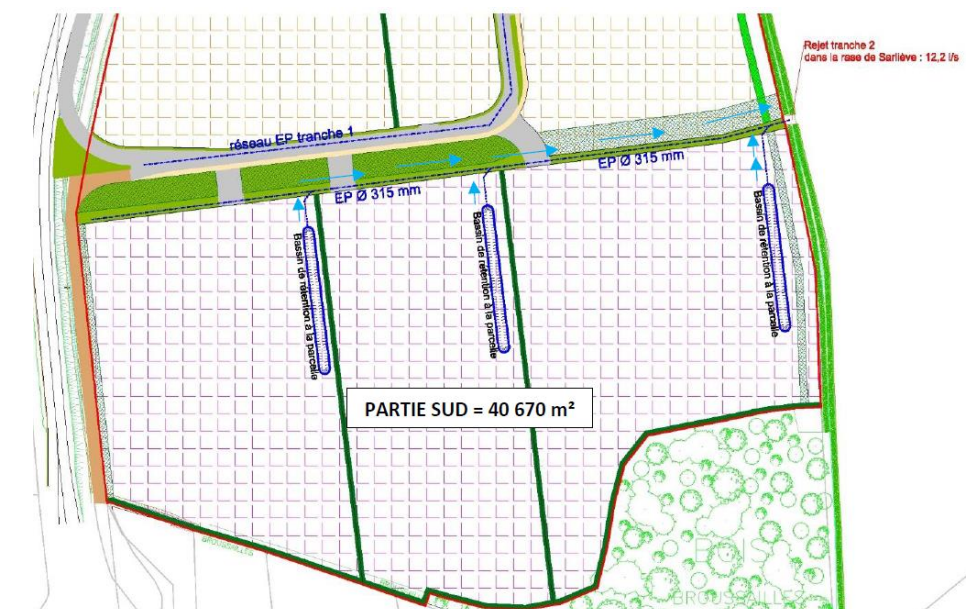 Rejet tranche 2
dans la rase de Sarliève : 12,2 l/s
réseau EP tranche 1
EP Ø 315 mm
EP Ø 315 mm
Bassin de rétention à la parcelle
Bassin de rétention à la parcelle
Bassin de rétention à la parcelle
PARTIE SUD = 40 670 m²
BOIS
BROUSSAILLES